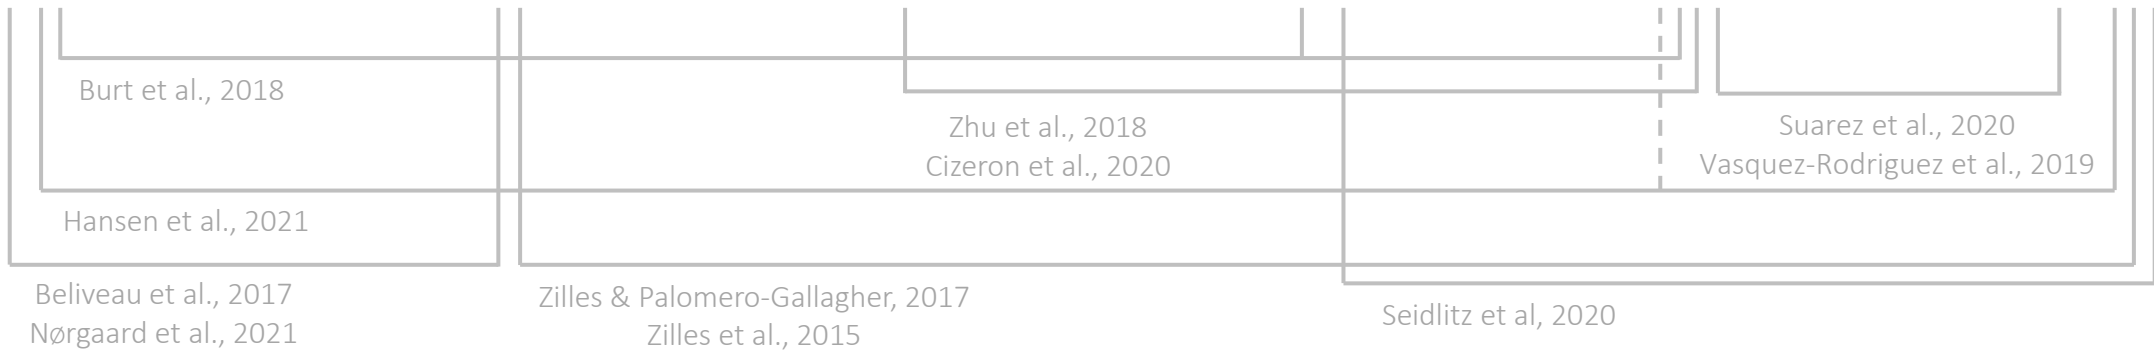 Burt et al., 2018
Zhu et al., 2018
Cizeron et al., 2020
Suarez et al., 2020
Vasquez-Rodriguez et al., 2019
Hansen et al., 2021
Beliveau et al., 2017
Nørgaard et al., 2021
Zilles & Palomero-Gallagher, 2017
Zilles et al., 2015
Seidlitz et al, 2020